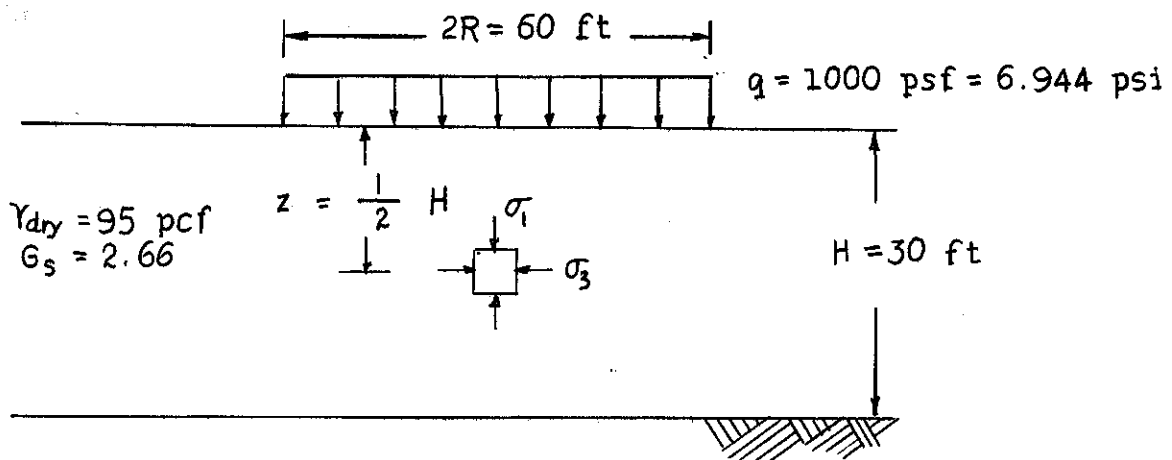 2R = 60 ft
q = 1000 psf = 6.944 psi
γdry = 95 pcf
Gs = 2.66
z = 1/2 H
σ1
σ3
H = 30 ft